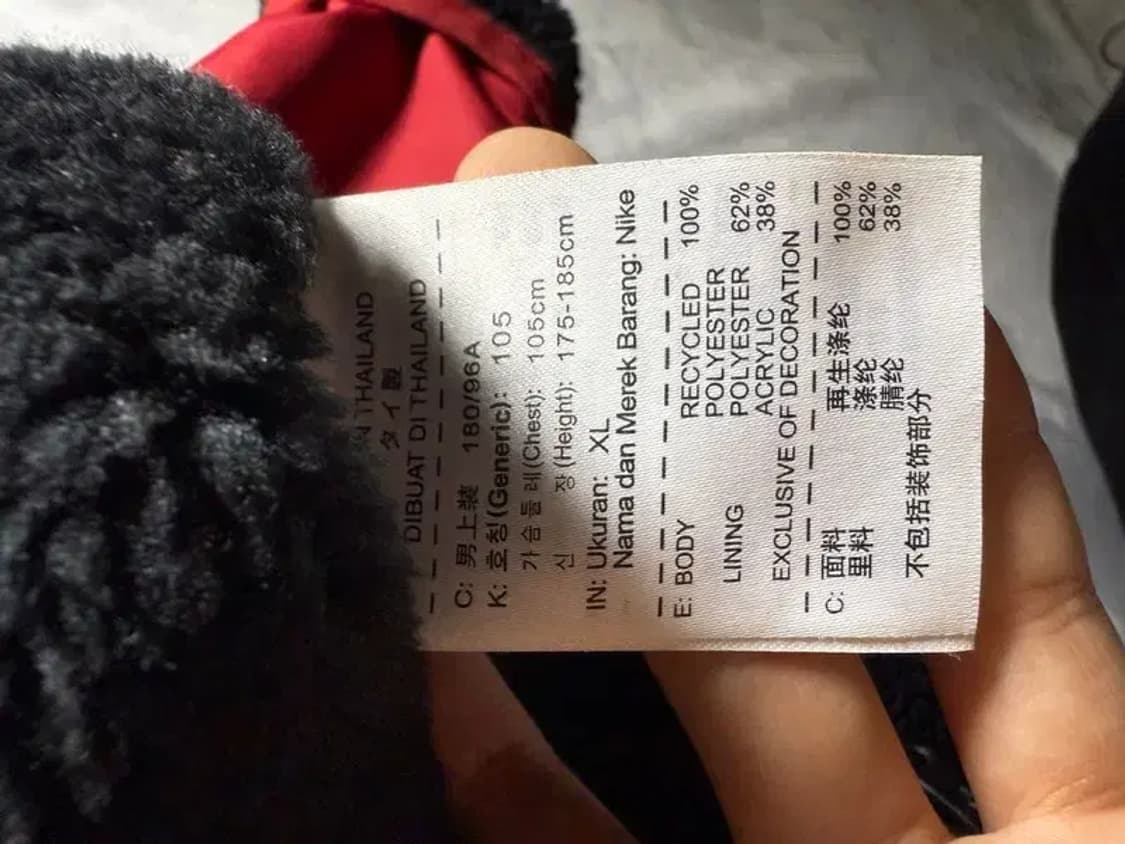 THAILAND
タイ製
DIBUAT DI THAILAND
C: 男上装 180/96A
K: 호칭(Generic): 105
가슴둘레(Chest): 105cm
신 장(Height): 175-185cm
IN: Ukuran: XL
Nama dan Merek Barang: Nike
E: BODY RECYCLED 100%
POLYESTER
LINING POLYESTER 62%
ACRYLIC 38%
EXCLUSIVE OF DECORATION
C: 面料 再生涤纶 100%
里料 涤纶 62%
腈纶 38%
不包括装饰部分